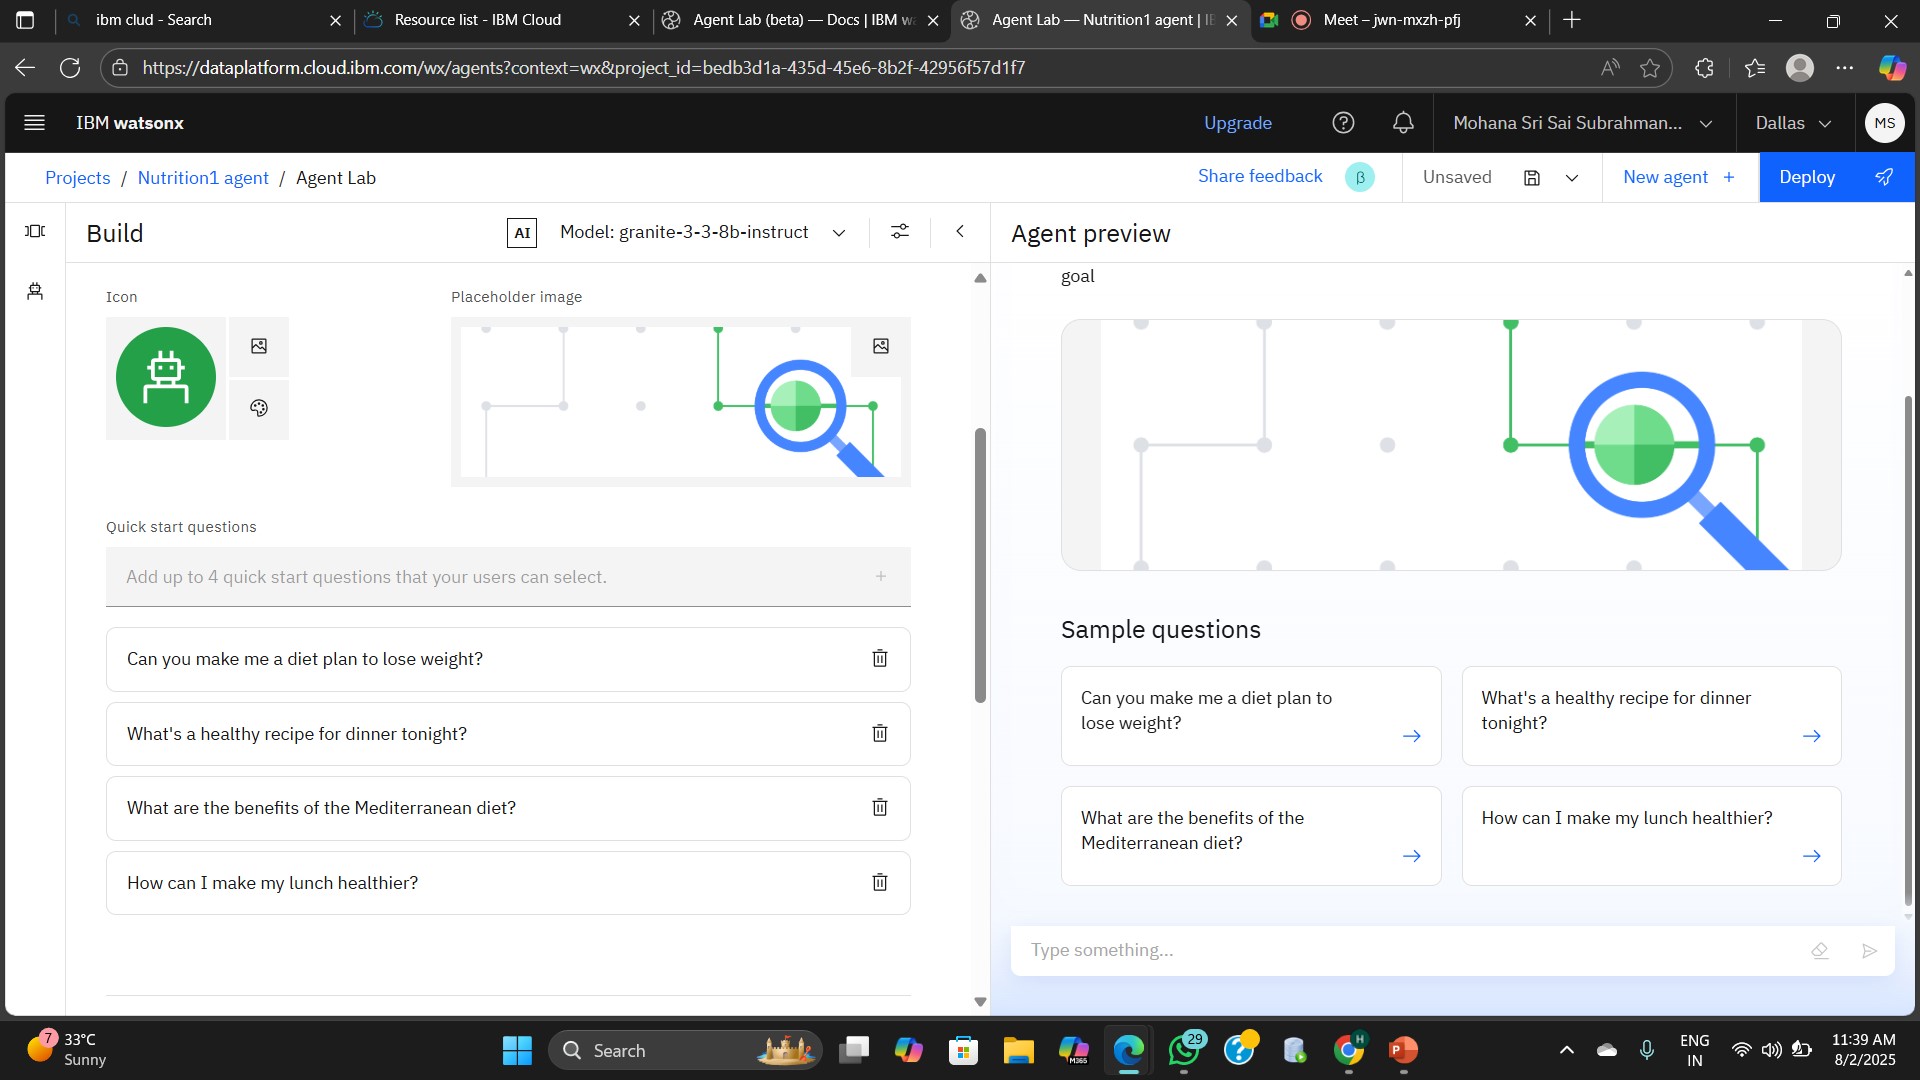 ibm clud - Search
Resource list - IBM Cloud
Agent Lab (beta) — Docs | IBM w
Agent Lab — Nutrition1 agent |
Meet – jwn-mxzh-pfj
https://dataplatform.cloud.ibm.com/wx/agents?context=wx&project_id=bedb3d1a-435d-45e6-8b2f-42956f57d1f7
IBM watsonx
Upgrade
Mohana Sri Sai Subrahman...
Dallas
MS
Projects / Nutrition1 agent / Agent Lab
Share feedback
β
Unsaved
New agent +
Deploy
Build
AI
Model: granite-3-3-8b-instruct
Agent preview
Icon
Placeholder image
Quick start questions
Add up to 4 quick start questions that your users can select.
Can you make me a diet plan to lose weight?
What's a healthy recipe for dinner tonight?
What are the benefits of the Mediterranean diet?
How can I make my lunch healthier?
goal
Sample questions
Can you make me a diet plan to
lose weight?
What's a healthy recipe for dinner
tonight?
What are the benefits of the
Mediterranean diet?
How can I make my lunch healthier?
Type something...
7
33°C
Sunny
Search
M365
29
H
P
ENG
IN
11:39 AM
8/2/2025